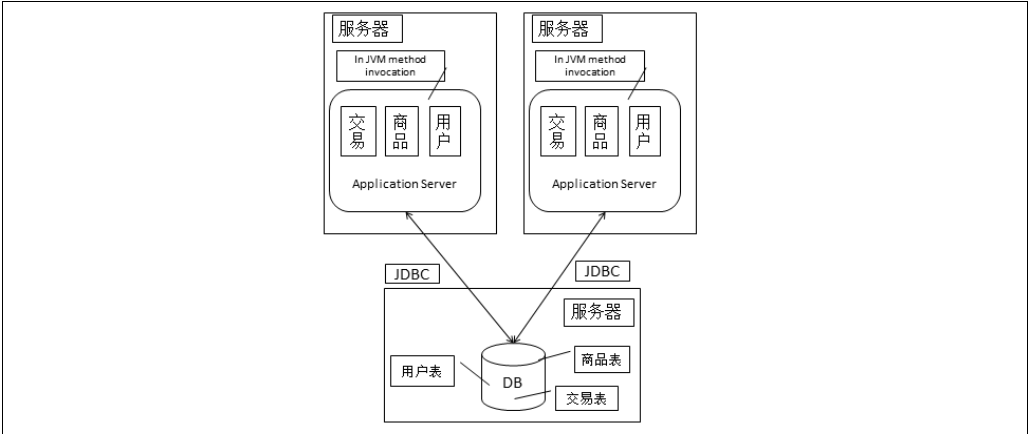 服务器
In JVM method
invocation
交易
商品
用户
Application Server
服务器
In JVM method
invocation
交易
商品
用户
Application Server
JDBC
JDBC
服务器
用户表
DB
商品表
交易表